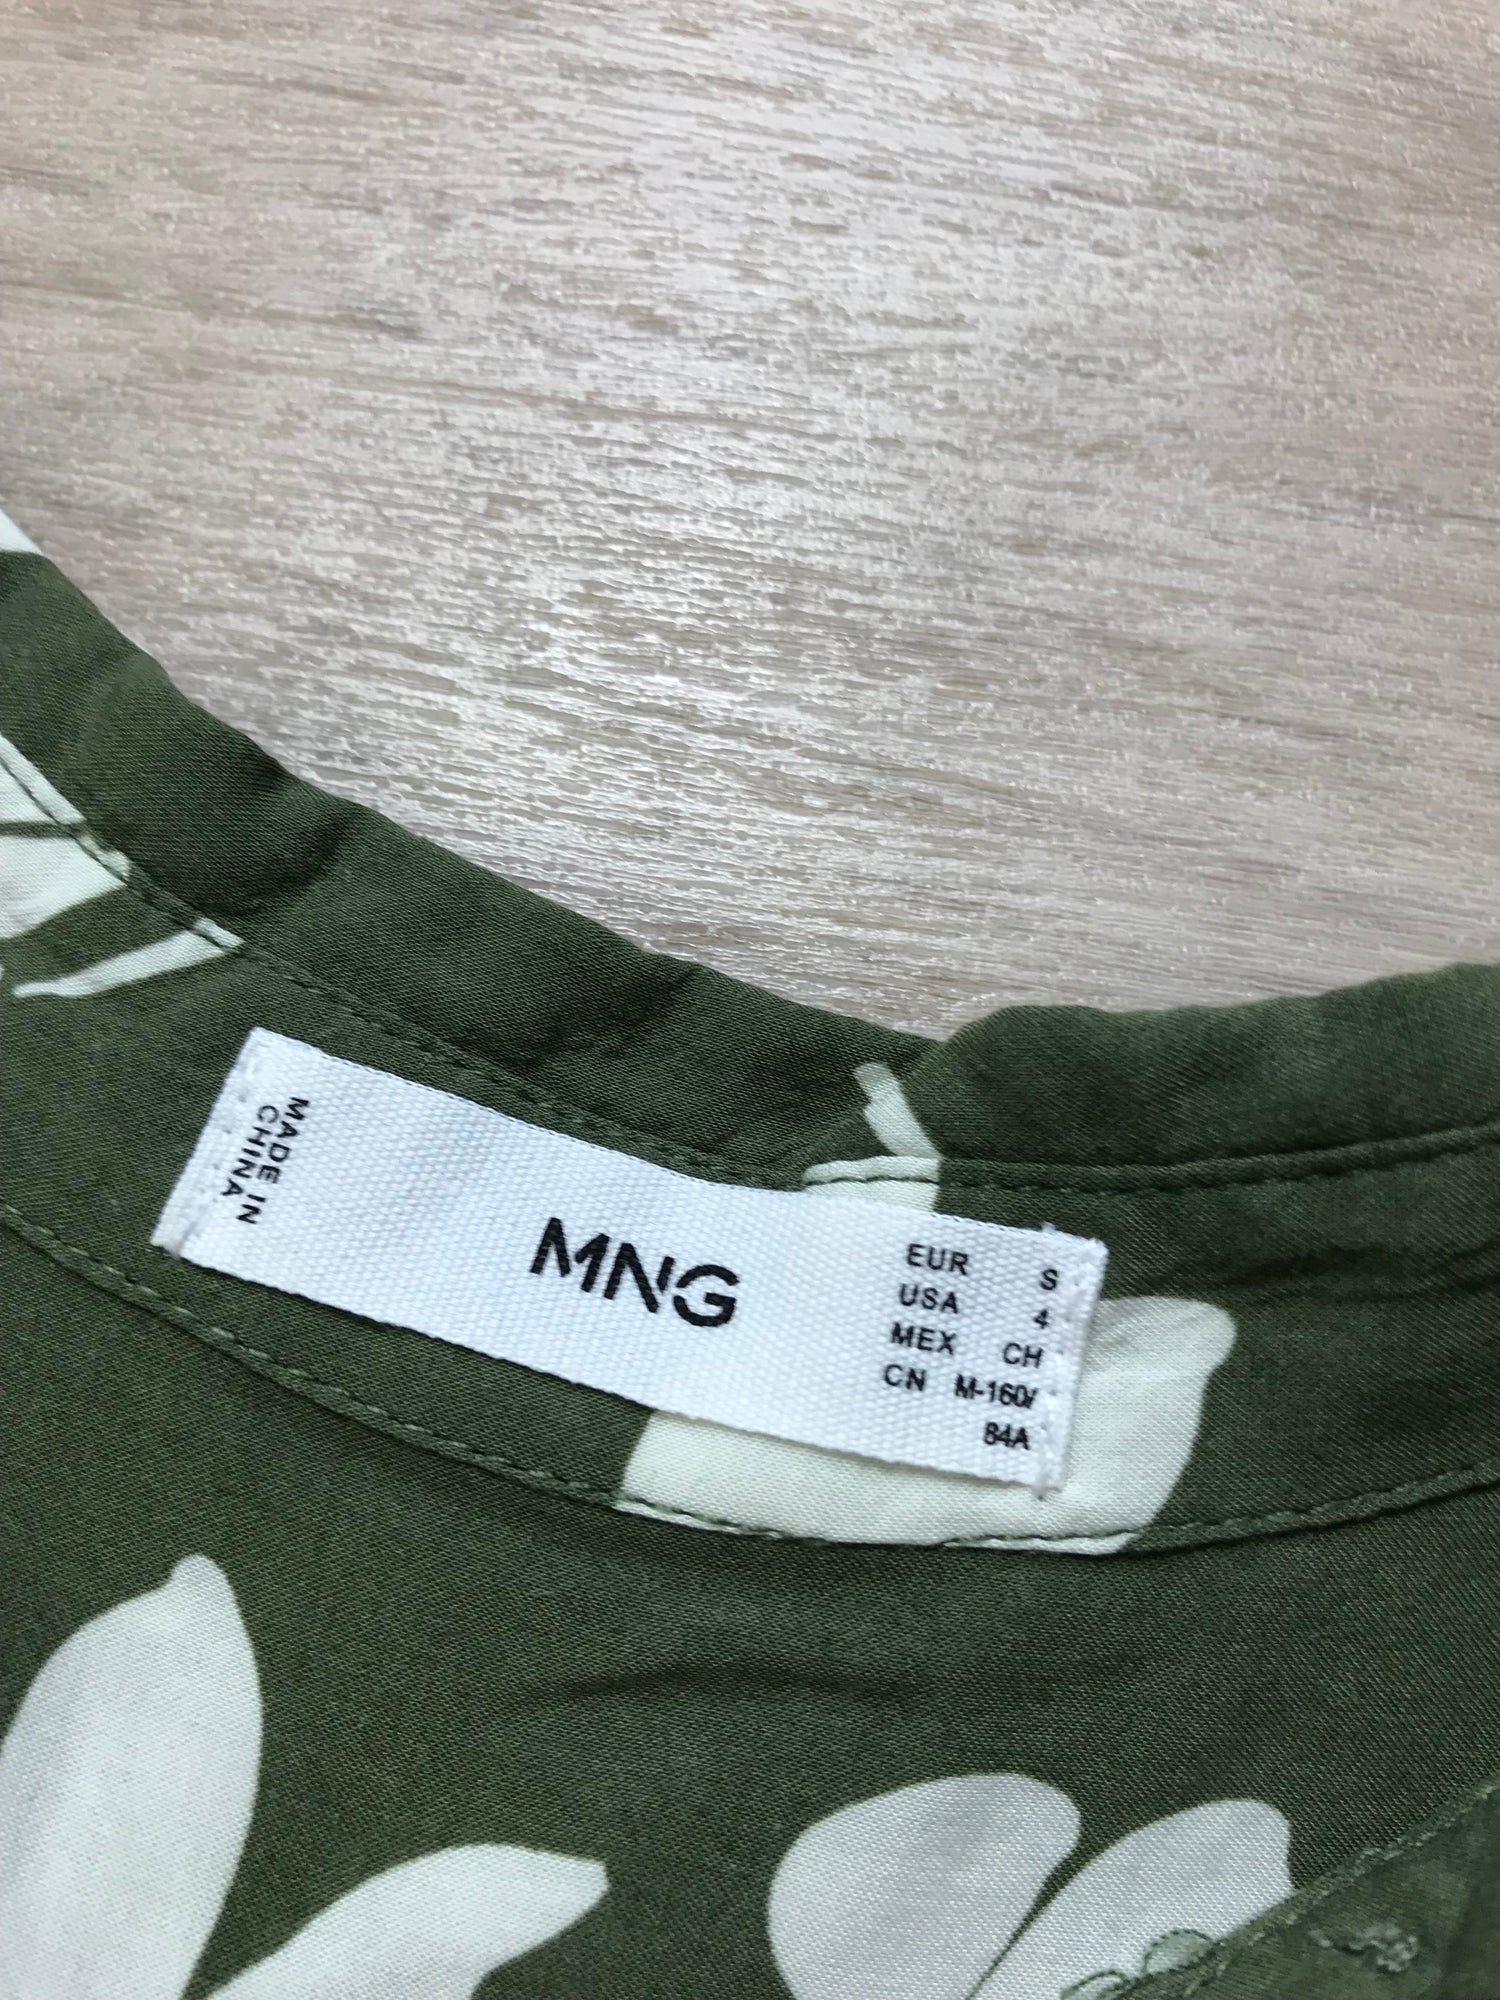 MADE IN
CHINA
MNG
EUR S
USA 4
MEX CH
CN M-160/
84A